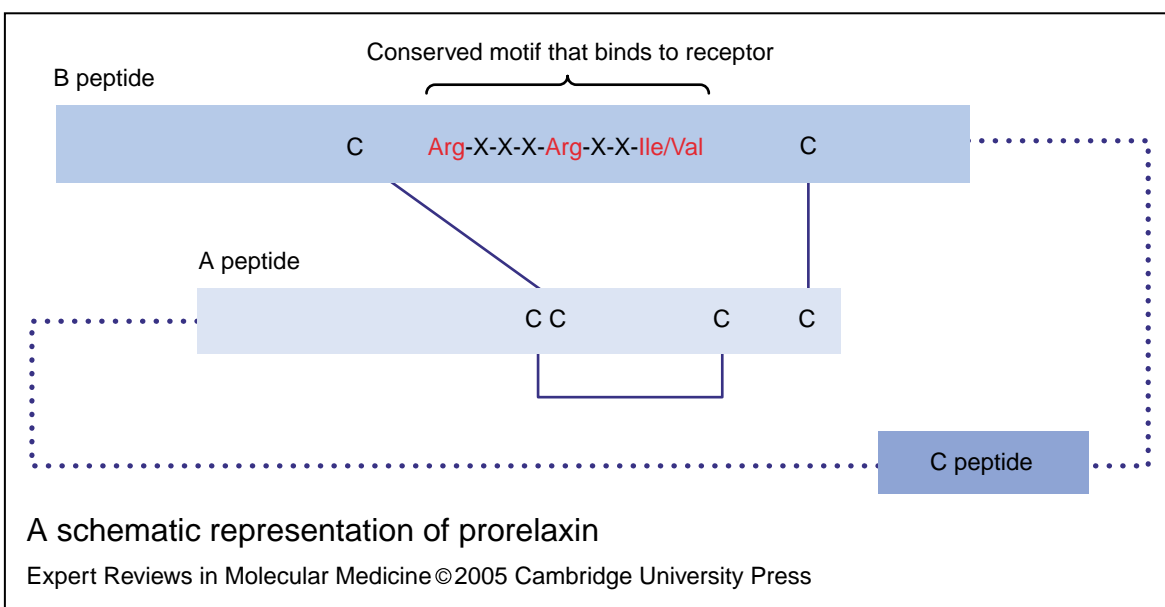 Conserved motif that binds to receptor
B peptide
C Arg-X-X-X-Arg-X-X-Ile/Val C
A peptide
C C C C
C peptide
A schematic representation of prorelaxin
Expert Reviews in Molecular Medicine © 2005 Cambridge University Press